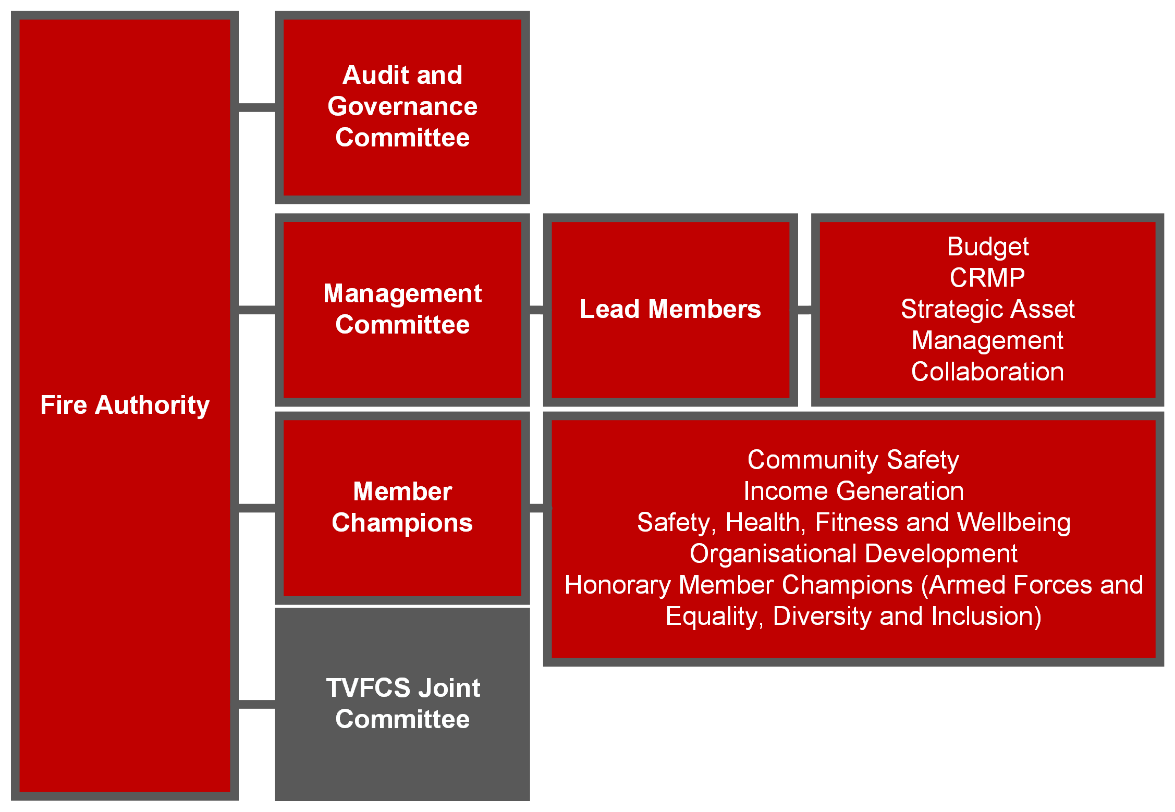 Fire Authority
Audit and
Governance
Committee
Management
Committee
Lead Members
Budget
CRMP
Strategic Asset
Management
Collaboration
Member
Champions
Community Safety
Income Generation
Safety, Health, Fitness and Wellbeing
Organisational Development
Honorary Member Champions (Armed Forces and
Equality, Diversity and Inclusion)
TVFCS Joint
Committee